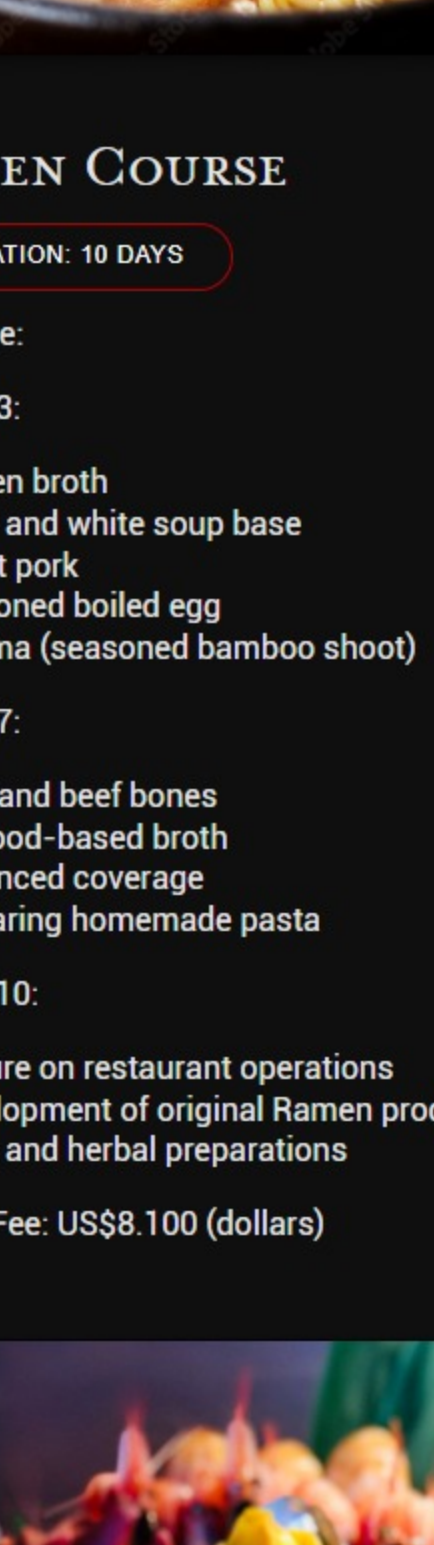 EN COURSE
ATION: 10 DAYS
e:
3:
en broth
and white soup base
t pork
oned boiled egg
ma (seasoned bamboo shoot)
7:
and beef bones
ood-based broth
nced coverage
aring homemade pasta
10:
ure on restaurant operations
lopment of original Ramen prod
and herbal preparations
Fee: US$8.100 (dollars)